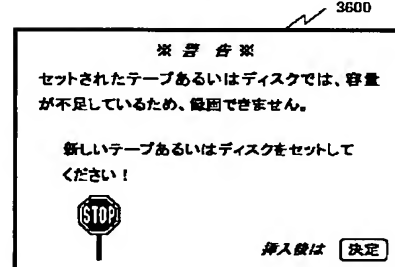 3600
※ 警 告 ※
セットされたテープあるいはディスクでは、容量
が不足しているため、録画できません。
新しいテープあるいはディスクをセットして
ください！
STOP
挿入後は 決定